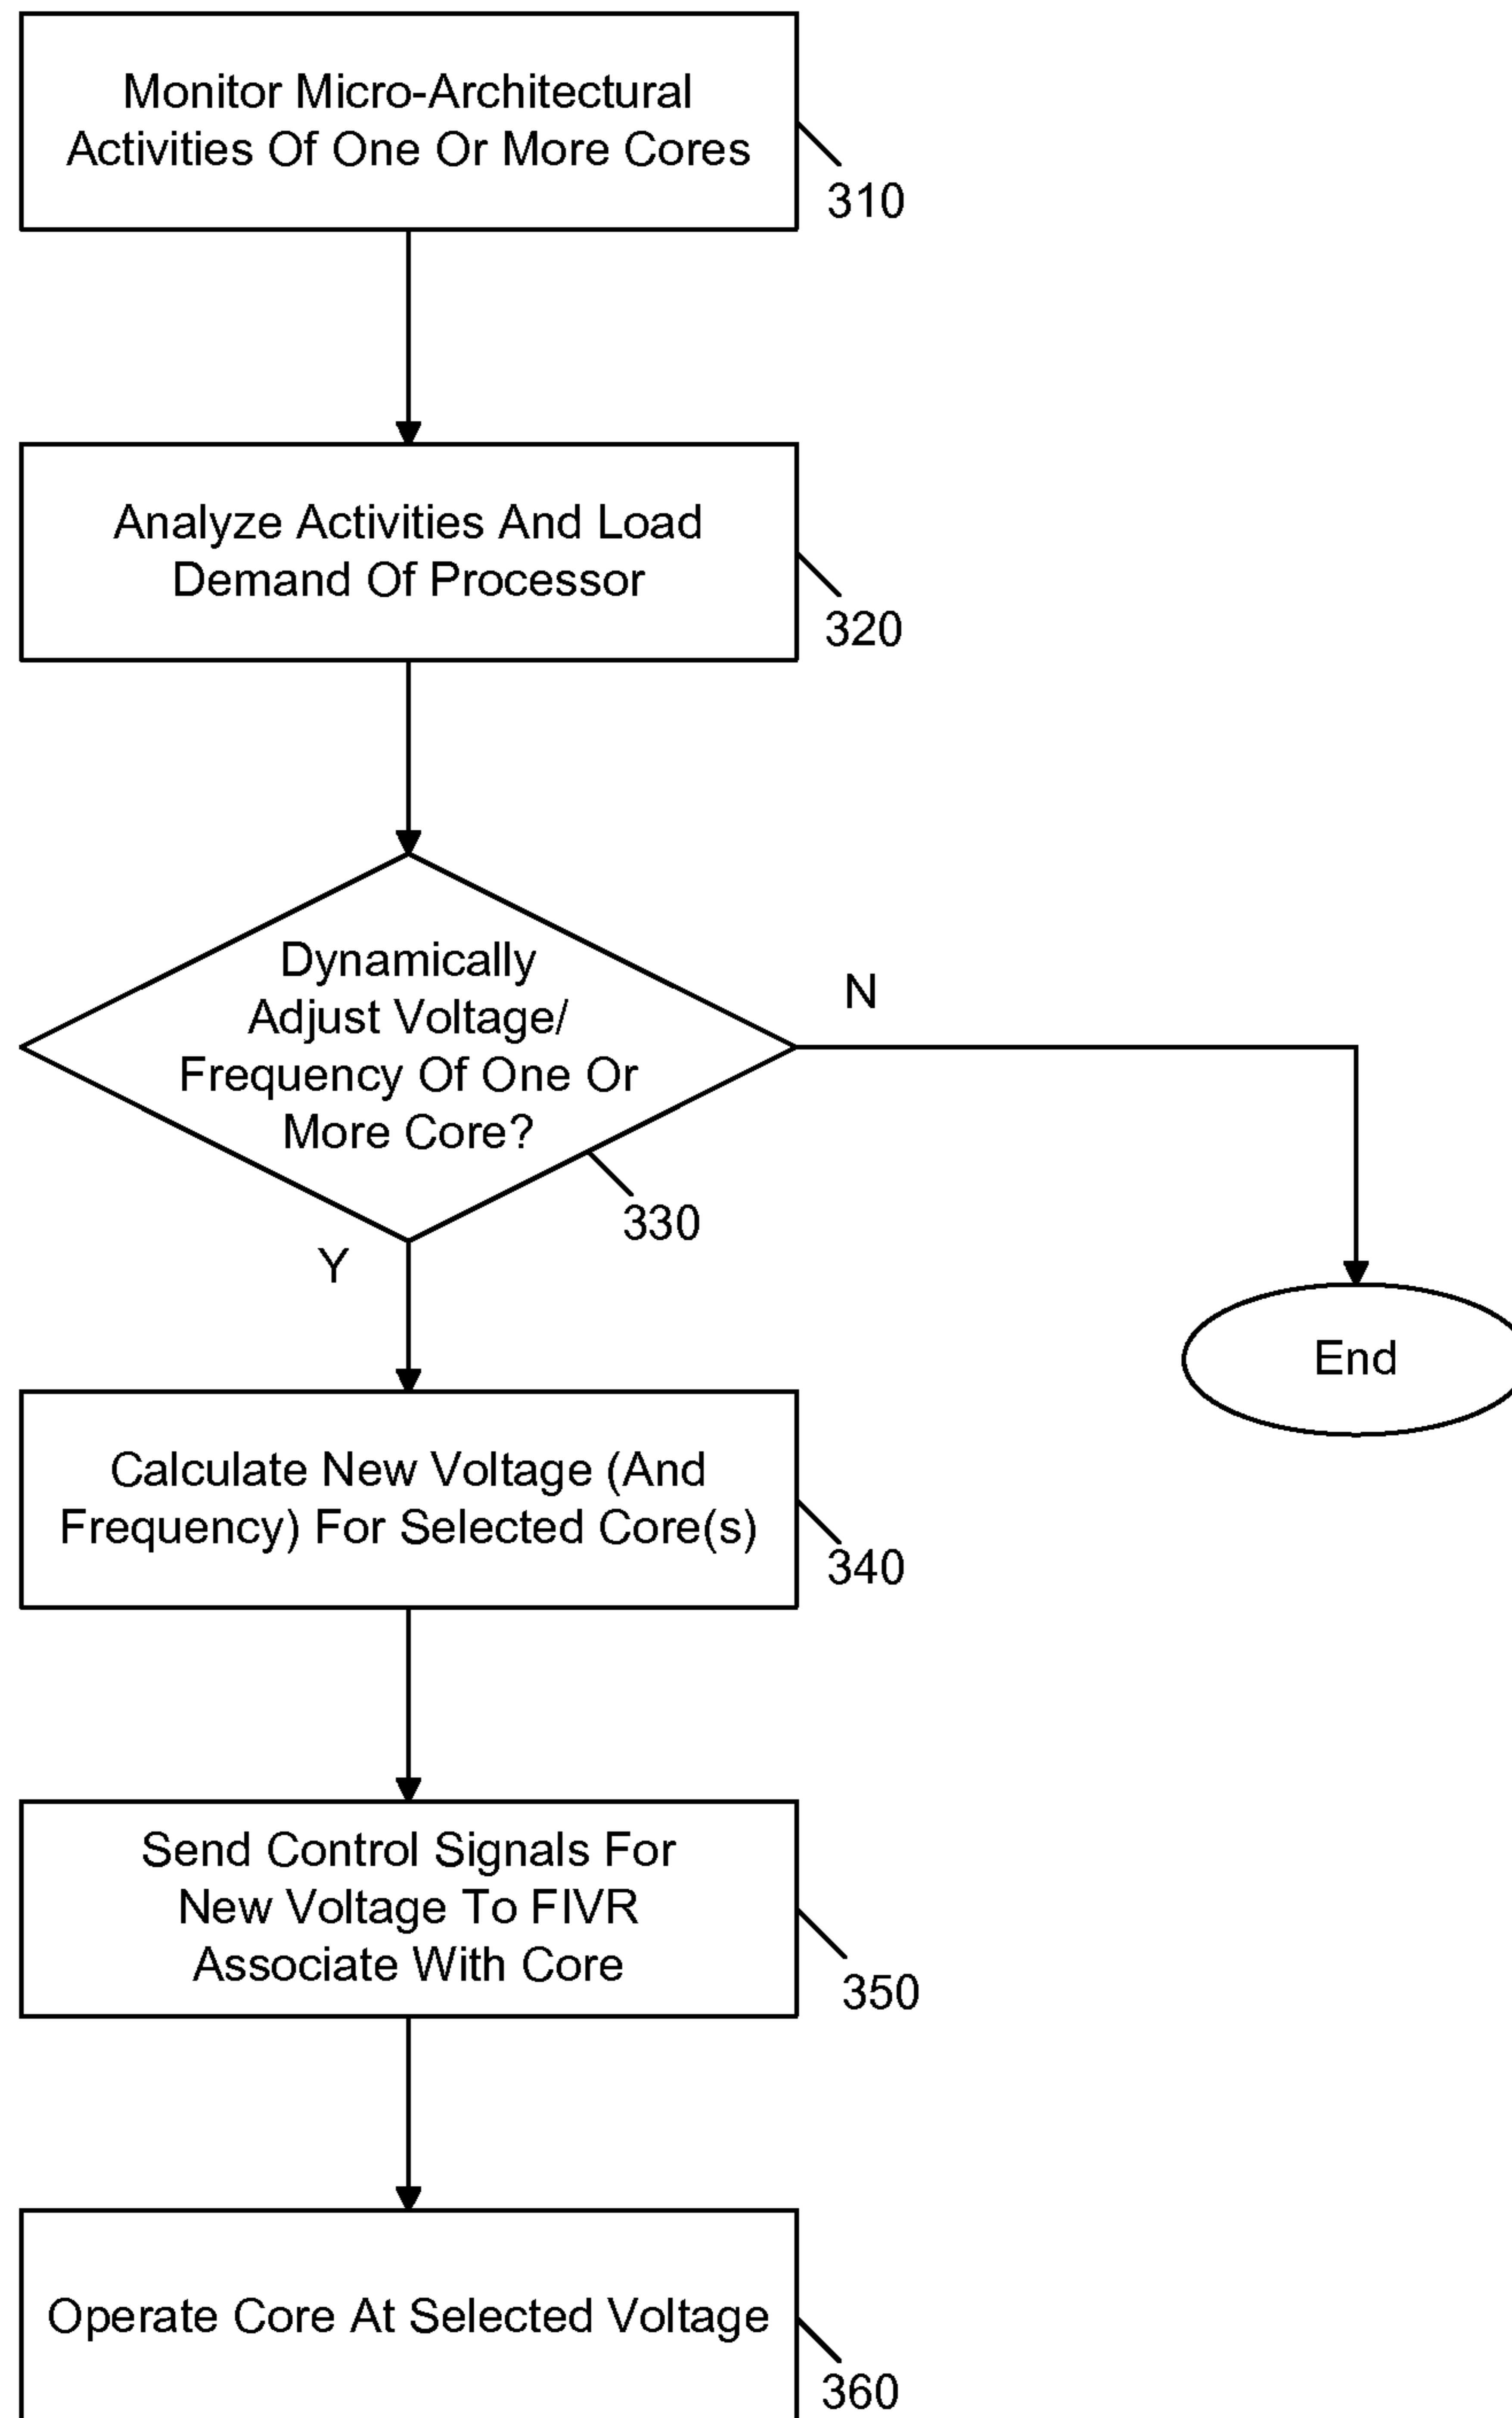 Monitor Micro-Architectural
Activities Of One Or More Cores
310
Analyze Activities And Load
Demand Of Processor
320
Dynamically
Adjust Voltage/
Frequency Of One Or
More Core?
330
N
Y
End
Calculate New Voltage (And
Frequency) For Selected Core(s)
340
Send Control Signals For
New Voltage To FIVR
Associate With Core
350
Operate Core At Selected Voltage
360